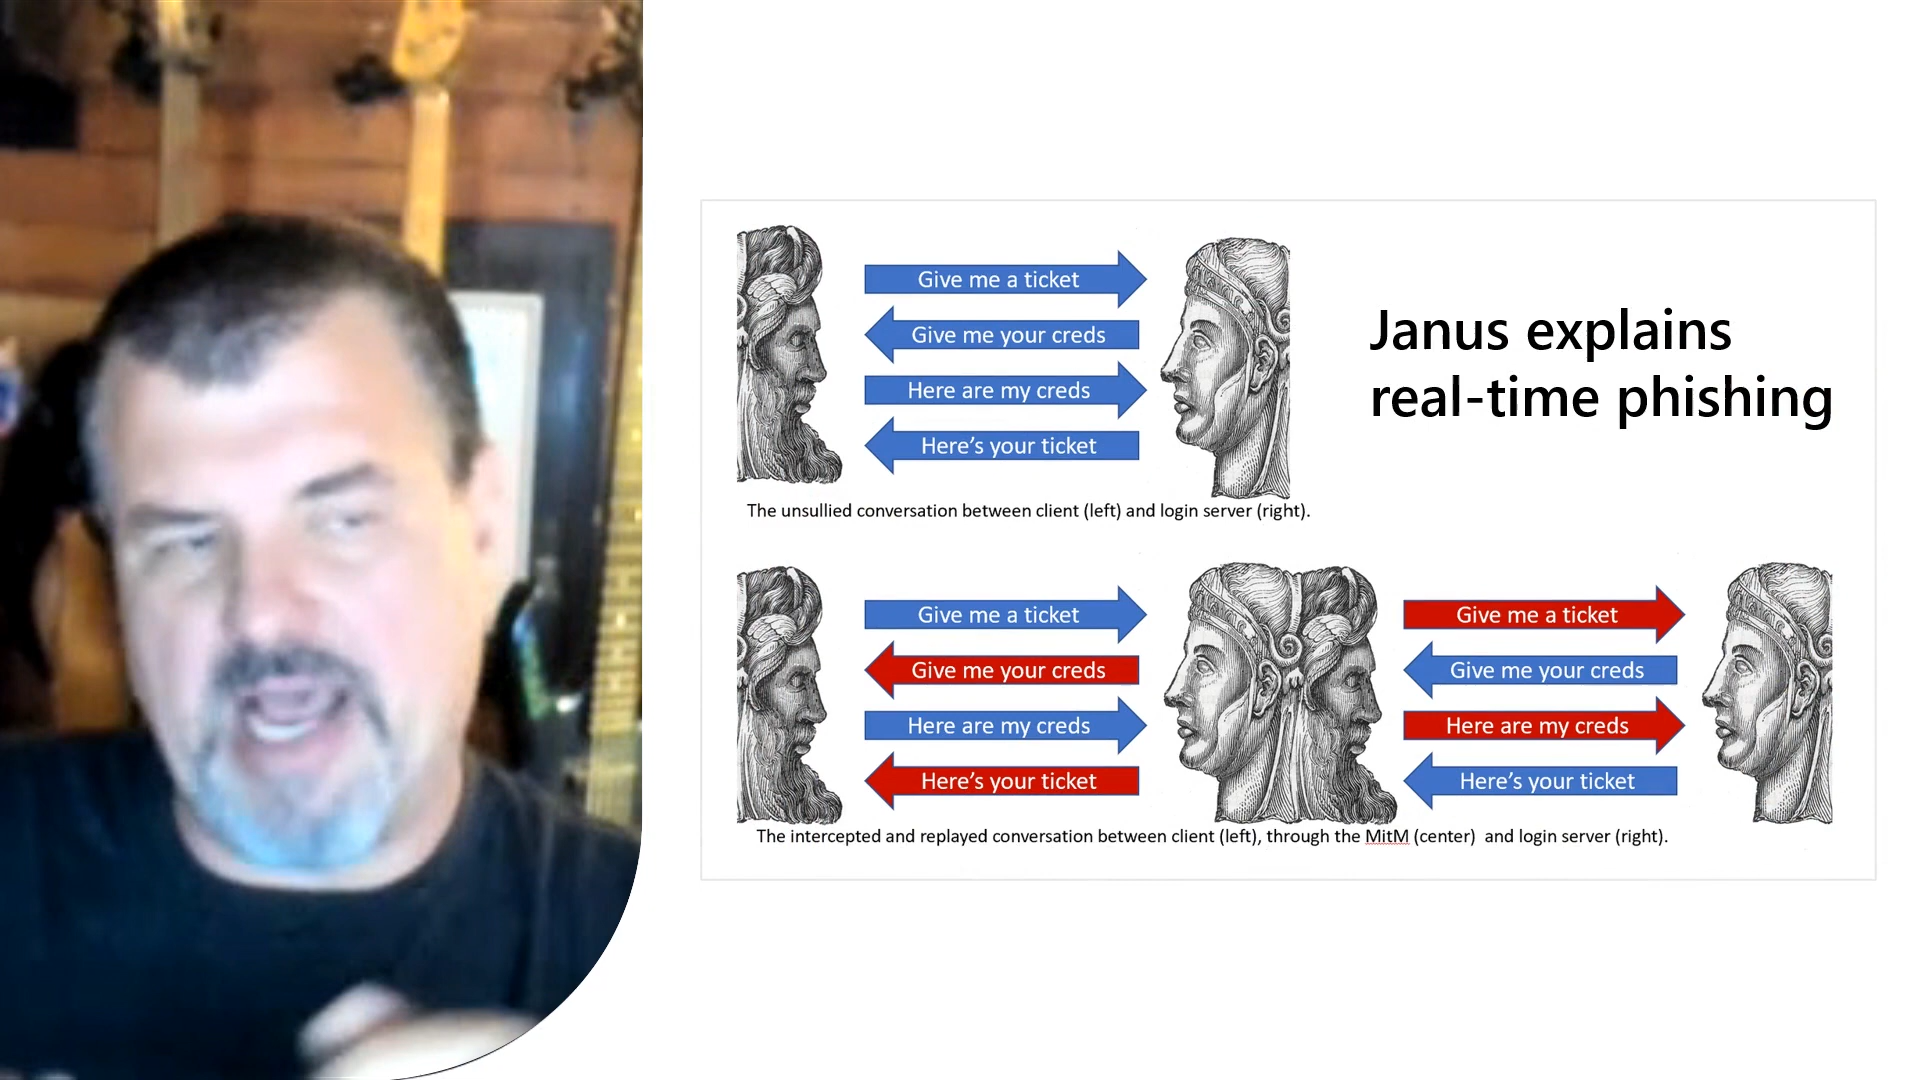 Janus explains
real-time phishing
Give me a ticket
Give me your creds
Here are my creds
Here’s your ticket
The unsullied conversation between client (left) and login server (right).
Give me a ticket
Give me your creds
Here are my creds
Here’s your ticket
Give me a ticket
Give me your creds
Here are my creds
Here’s your ticket
The intercepted and replayed conversation between client (left), through the MitM (center) and login server (right).